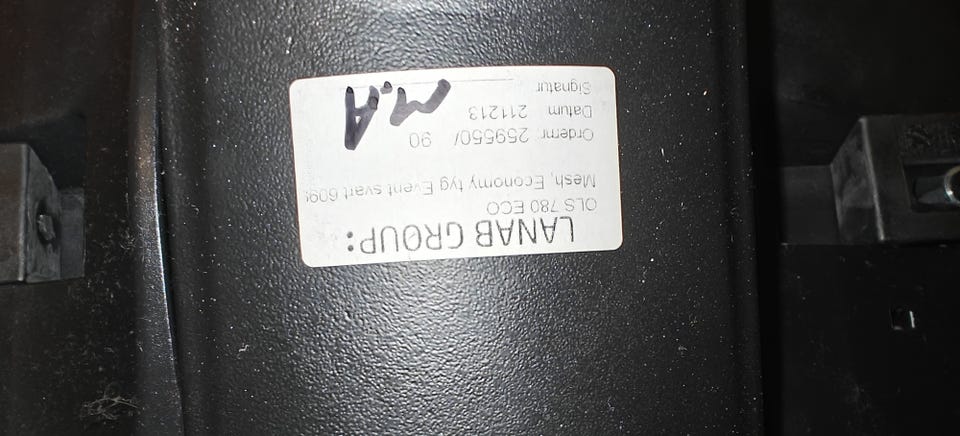 LANAB GROUP:
OLS 780 ECO
Mesh, Economy tyg Event svart 609
Ordernr 259550/ 90
Datum 211213
Signatur M.A